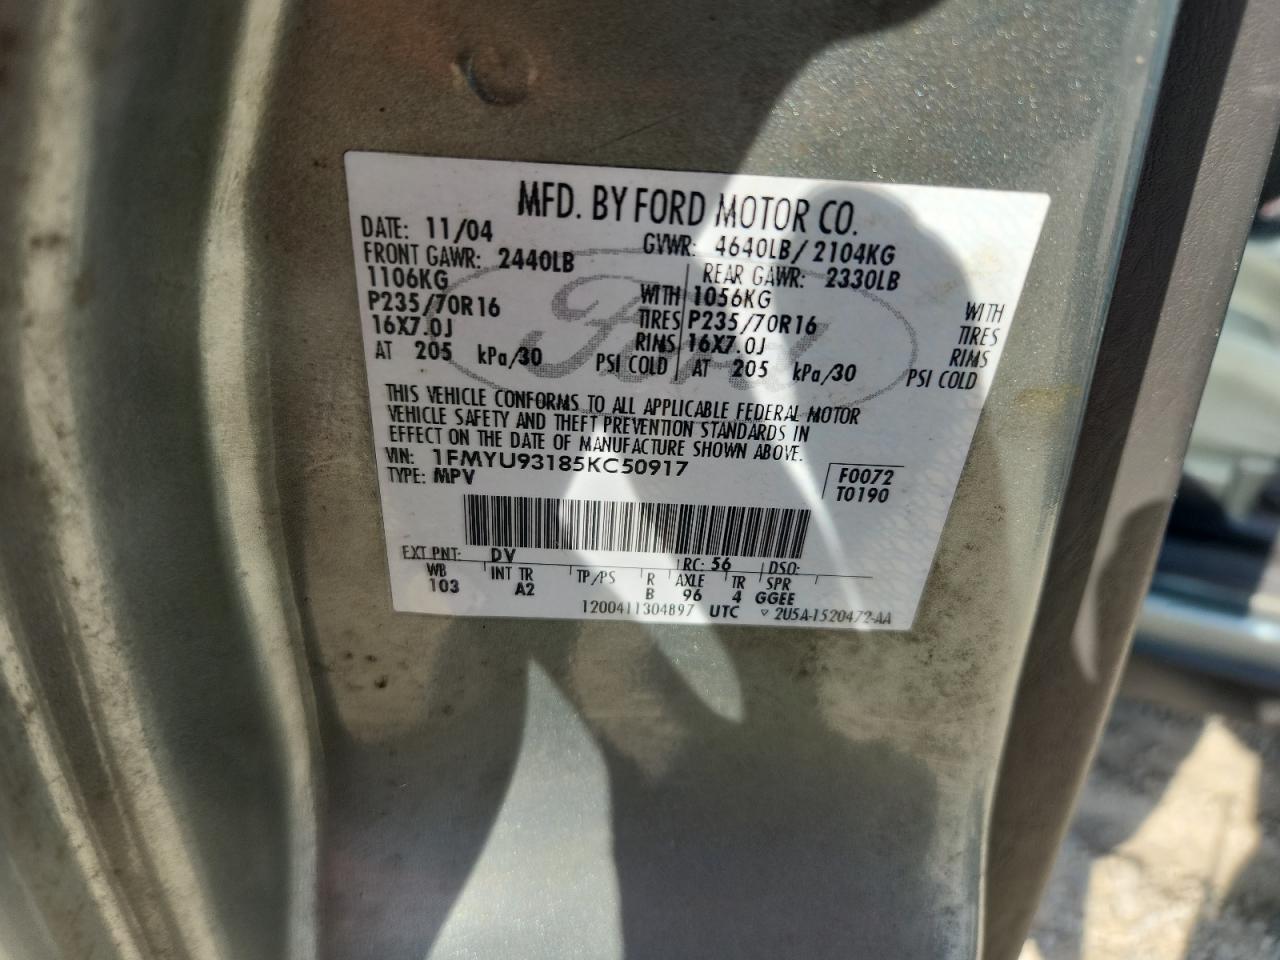 MFD. BY FORD MOTOR CO.
DATE: 11/04 GVWR: 4640LB/ 2104KG
FRONT GAWR: 2440LB REAR GAWR: 2330LB
1106KG WITH 1056KG WITH
P235/70R16 TIRES P235/70R16 TIRES
16X7.0J RIMS 16X7.0J RIMS
AT 205 kPa/30 PSI COLD AT 205 kPa/30 PSI COLD
Ford
THIS VEHICLE CONFORMS TO ALL APPLICABLE FEDERAL MOTOR
VEHICLE SAFETY AND THEFT PREVENTION STANDARDS IN
EFFECT ON THE DATE OF MANUFACTURE SHOWN ABOVE.
VIN: 1FMYU93185KC50917
TYPE: MPV
F0072
T0190
EXT PNT: DV RC: 56 DSO:
WB INT TR TP/PS R AXLE TR SPR
103 A2 B 96 4 GGEE
1200411304897 UTC ▿ 2U5A-1520472-AA